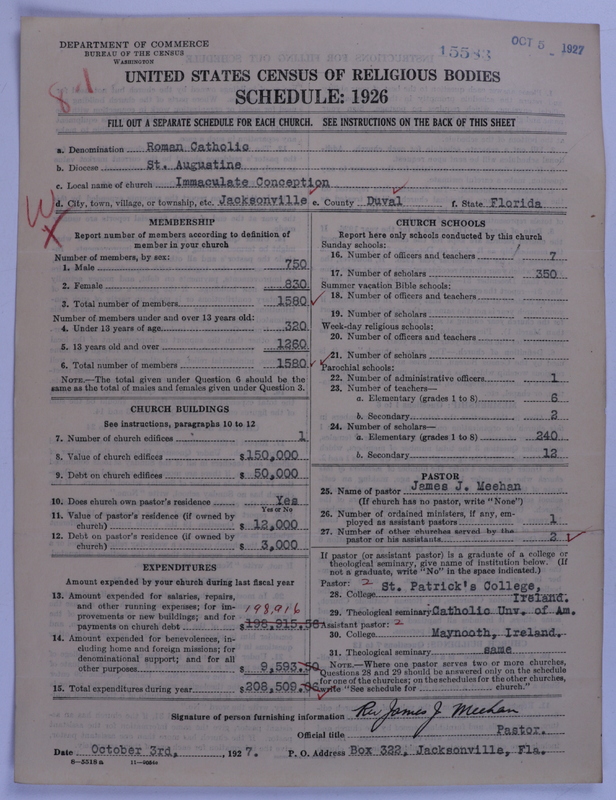 DEPARTMENT OF COMMERCE
BUREAU OF THE CENSUS
WASHINGTON
15583
OCT 5 - 1927
8-1
UNITED STATES CENSUS OF RELIGIOUS BODIES
SCHEDULE: 1926
FILL OUT A SEPARATE SCHEDULE FOR EACH CHURCH. SEE INSTRUCTIONS ON THE BACK OF THIS SHEET
a. Denomination Roman Catholic
b. Diocese St. Augustine
c. Local name of church Immaculate Conception
d. City, town, village, or township, etc. Jacksonville e. County Duval f. State Florida
MEMBERSHIP
Report number of members according to definition of
member in your church
Number of members, by sex:
1. Male 750
2. Female 830
3. Total number of members 1580
Number of members under and over 13 years old:
4. Under 13 years of age 320
5. 13 years old and over 1260
6. Total number of members 1580
NOTE.—The total given under Question 6 should be the
same as the total of males and females given under Question 3.
CHURCH BUILDINGS
See instructions, paragraphs 10 to 12
7. Number of church edifices 1
8. Value of church edifices $150,000
9. Debt on church edifices $50,000
10. Does church own pastor's residence Yes
Yes or No
11. Value of pastor's residence (if owned by
church) $12,000
12. Debt on pastor's residence (if owned by
church) $3,000
EXPENDITURES
Amount expended by your church during last fiscal year
13. Amount expended for salaries, repairs,
and other running expenses; for im-
provements or new buildings; and for
payments on church debt $198,915.56
198,916
14. Amount expended for benevolences, in-
cluding home and foreign missions; for
denominational support; and for all
other purposes $9,593.50
15. Total expenditures during year $208,509.06
CHURCH SCHOOLS
Report here only schools conducted by this church
Sunday schools:
16. Number of officers and teachers 7
17. Number of scholars 350
Summer vacation Bible schools:
18. Number of officers and teachers
19. Number of scholars
Week-day religious schools:
20. Number of officers and teachers
21. Number of scholars
Parochial schools:
22. Number of administrative officers 1
23. Number of teachers—
a. Elementary (grades 1 to 8) 6
b. Secondary 2
24. Number of scholars—
a. Elementary (grades 1 to 8) 240
b. Secondary 12
PASTOR
25. Name of pastor James J. Meehan
(If church has no pastor, write "None")
26. Number of ordained ministers, if any, em-
ployed as assistant pastors 1
27. Number of other churches served by the
pastor or his assistants 2
If pastor (or assistant pastor) is a graduate of a college or
theological seminary, give name of institution below. (If
not a graduate, write "No" in the space indicated.)
Pastor: 2
28. College St. Patrick's College,
Ireland.
29. Theological seminary Catholic Unv. of Am.
Assistant pastor: 2
30. College Maynooth, Ireland.
31. Theological seminary same
NOTE.—Where one pastor serves two or more churches,
Questions 28 and 29 should be answered only on the schedule
for one of the churches; on the schedules for the other churches,
write "See schedule for church."
Signature of person furnishing information Rev James J. Meehan
Official title Pastor.
Date October 3rd, 1927. P. O. Address Box 322, Jacksonville, Fla.
8—5518 a